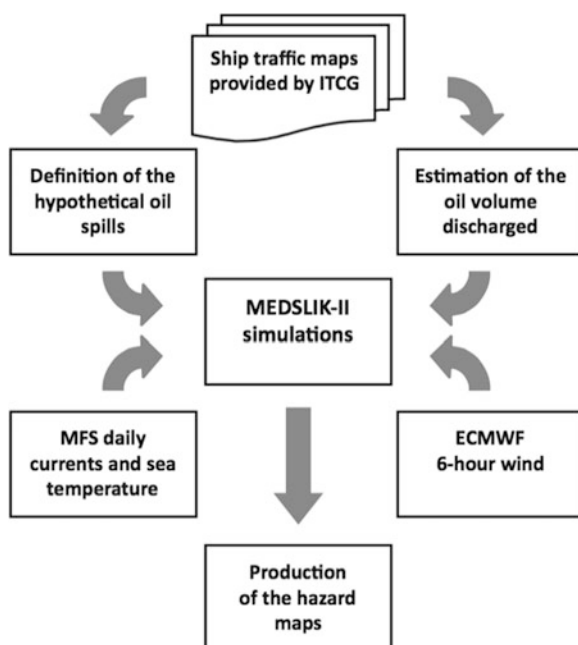 Ship traffic maps
provided by ITCG
Definition of the
hypothetical oil
spills
Estimation of the
oil volume
discharged
MEDSLIK-II
simulations
MFS daily
currents and sea
temperature
ECMWF
6-hour wind
Production
of the hazard
maps